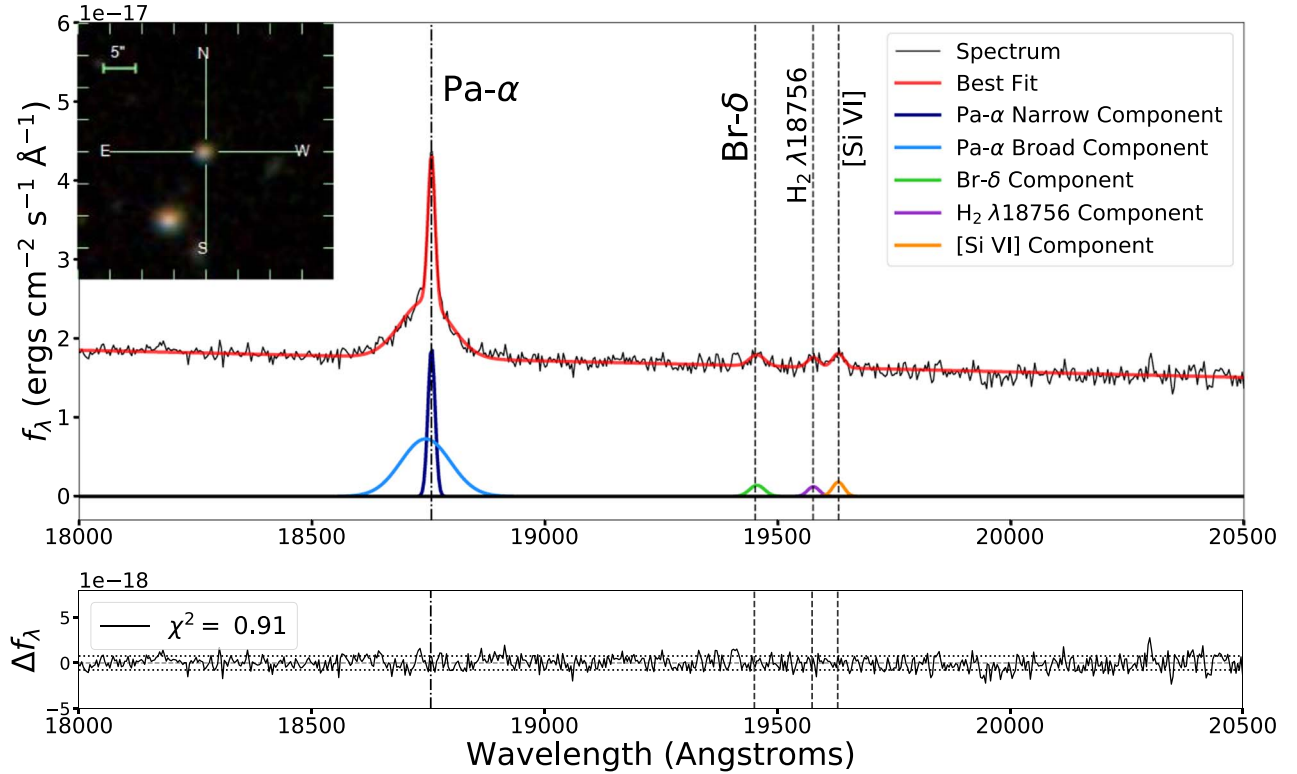 1e−17
6
5
4
3
2
1
0
f_λ (ergs cm⁻² s⁻¹ Å⁻¹)
5"
N
E
W
S
Pa-α
Br-δ
H₂ λ18756
[Si VI]
Spectrum
Best Fit
Pa-α Narrow Component
Pa-α Broad Component
Br-δ Component
H₂ λ18756 Component
[Si VI] Component
18000 18500 19000 19500 20000 20500
1e−18
5
0
−5
Δf_λ
χ² = 0.91
18000 18500 19000 19500 20000 20500
Wavelength (Angstroms)